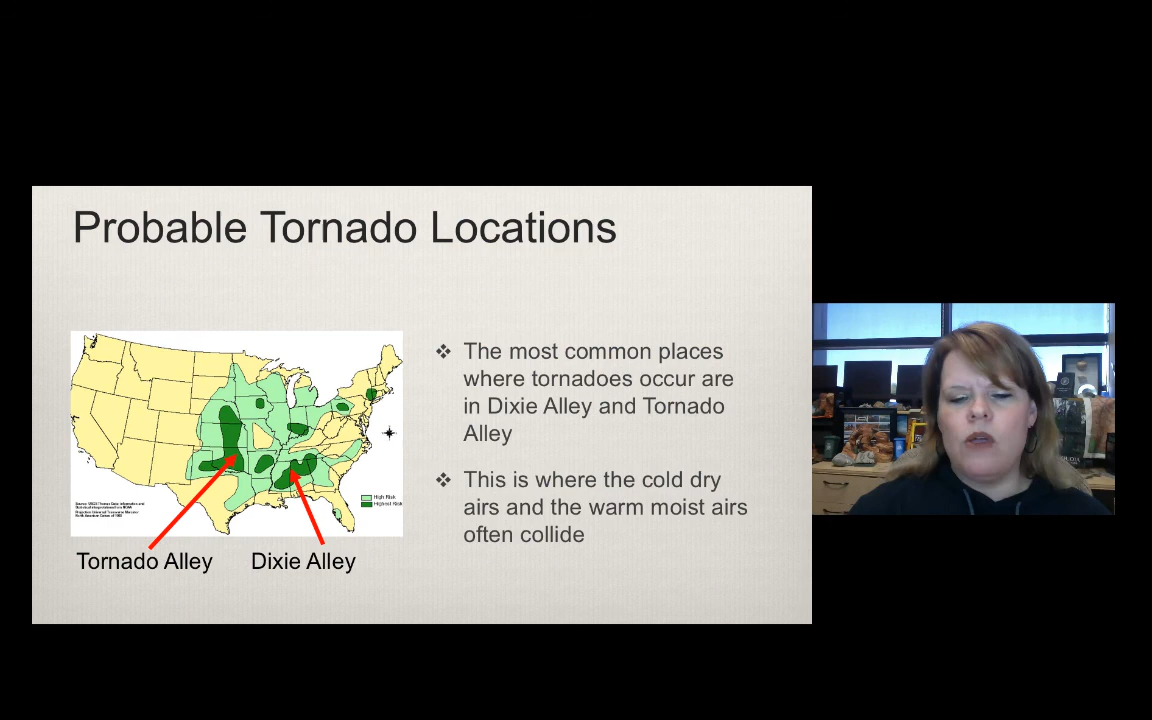 Probable Tornado Locations
The most common places
where tornadoes occur are
in Dixie Alley and Tornado
Alley
This is where the cold dry
airs and the warm moist airs
often collide
High Risk
Highest Risk
Tornado Alley
Dixie Alley